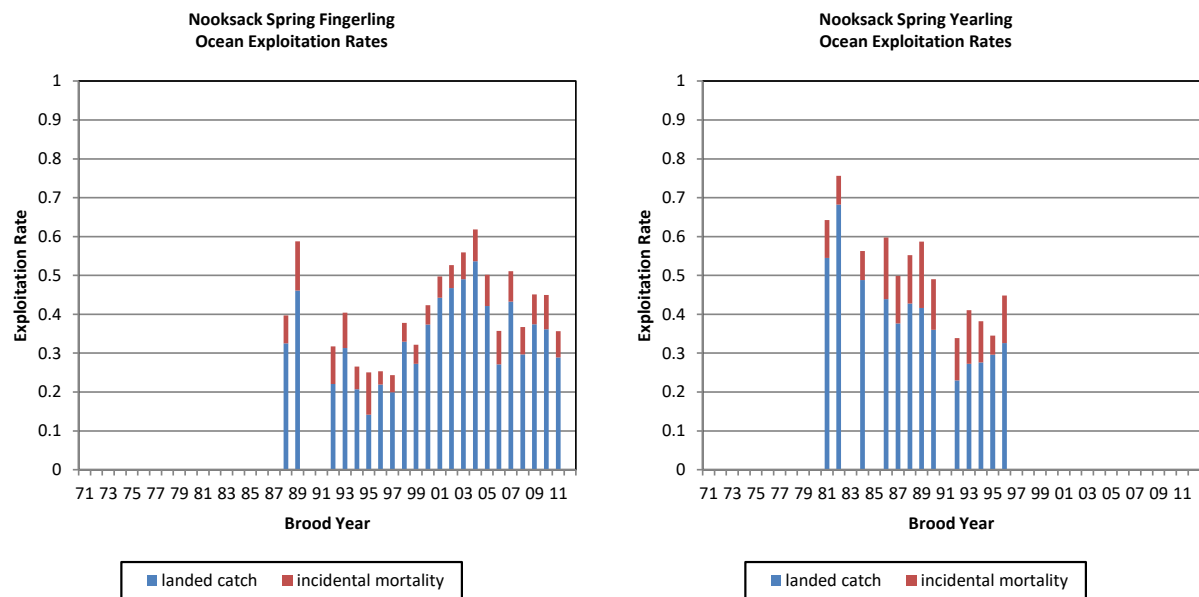 Nooksack Spring Fingerling
Ocean Exploitation Rates
1
0.9
0.8
0.7
0.6
0.5
0.4
0.3
0.2
0.1
0
Exploitation Rate
71 73 75 77 79 81 83 85 87 89 91 93 95 97 99 01 03 05 07 09 11
Brood Year
landed catch incidental mortality
Nooksack Spring Yearling
Ocean Exploitation Rates
1
0.9
0.8
0.7
0.6
0.5
0.4
0.3
0.2
0.1
0
Exploitation Rate
71 73 75 77 79 81 83 85 87 89 91 93 95 97 99 01 03 05 07 09 11
Brood Year
landed catch incidental mortality